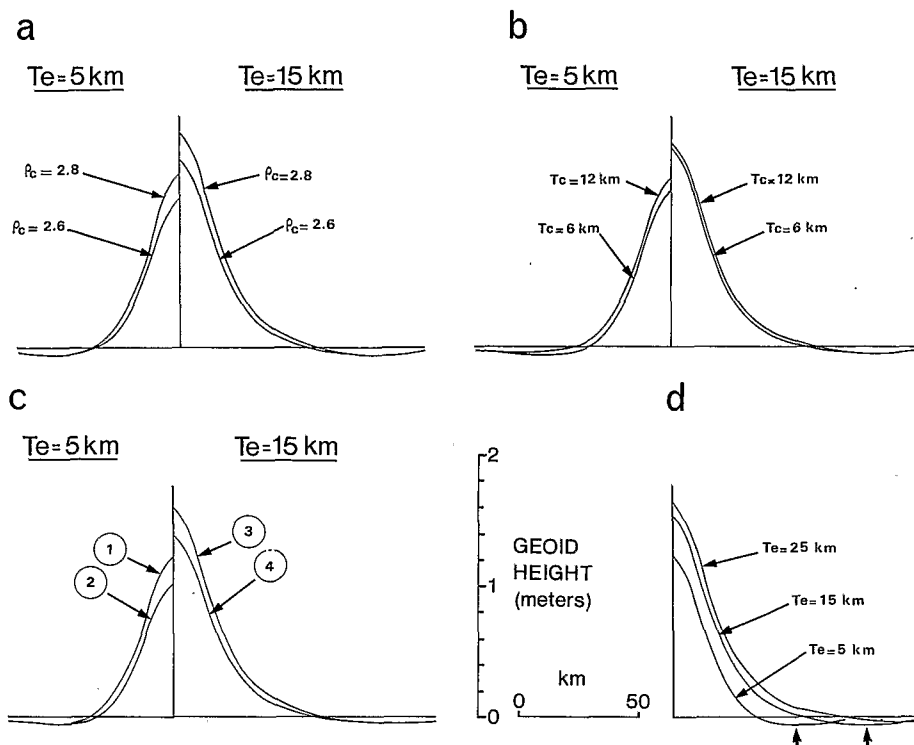 a
Te=5 km Te=15 km
ρc= 2.8
ρc=2.8
ρc= 2.6
ρc=2.6
b
Te=5 km Te=15 km
Tc=12 km
Tc=12 km
Tc=6 km
Tc=6 km
c
Te=5 km Te=15 km
1
2
3
4
2
1
0
GEOID
HEIGHT
(meters)
km
0 50
d
Te=25 km
Te=15 km
Te=5 km